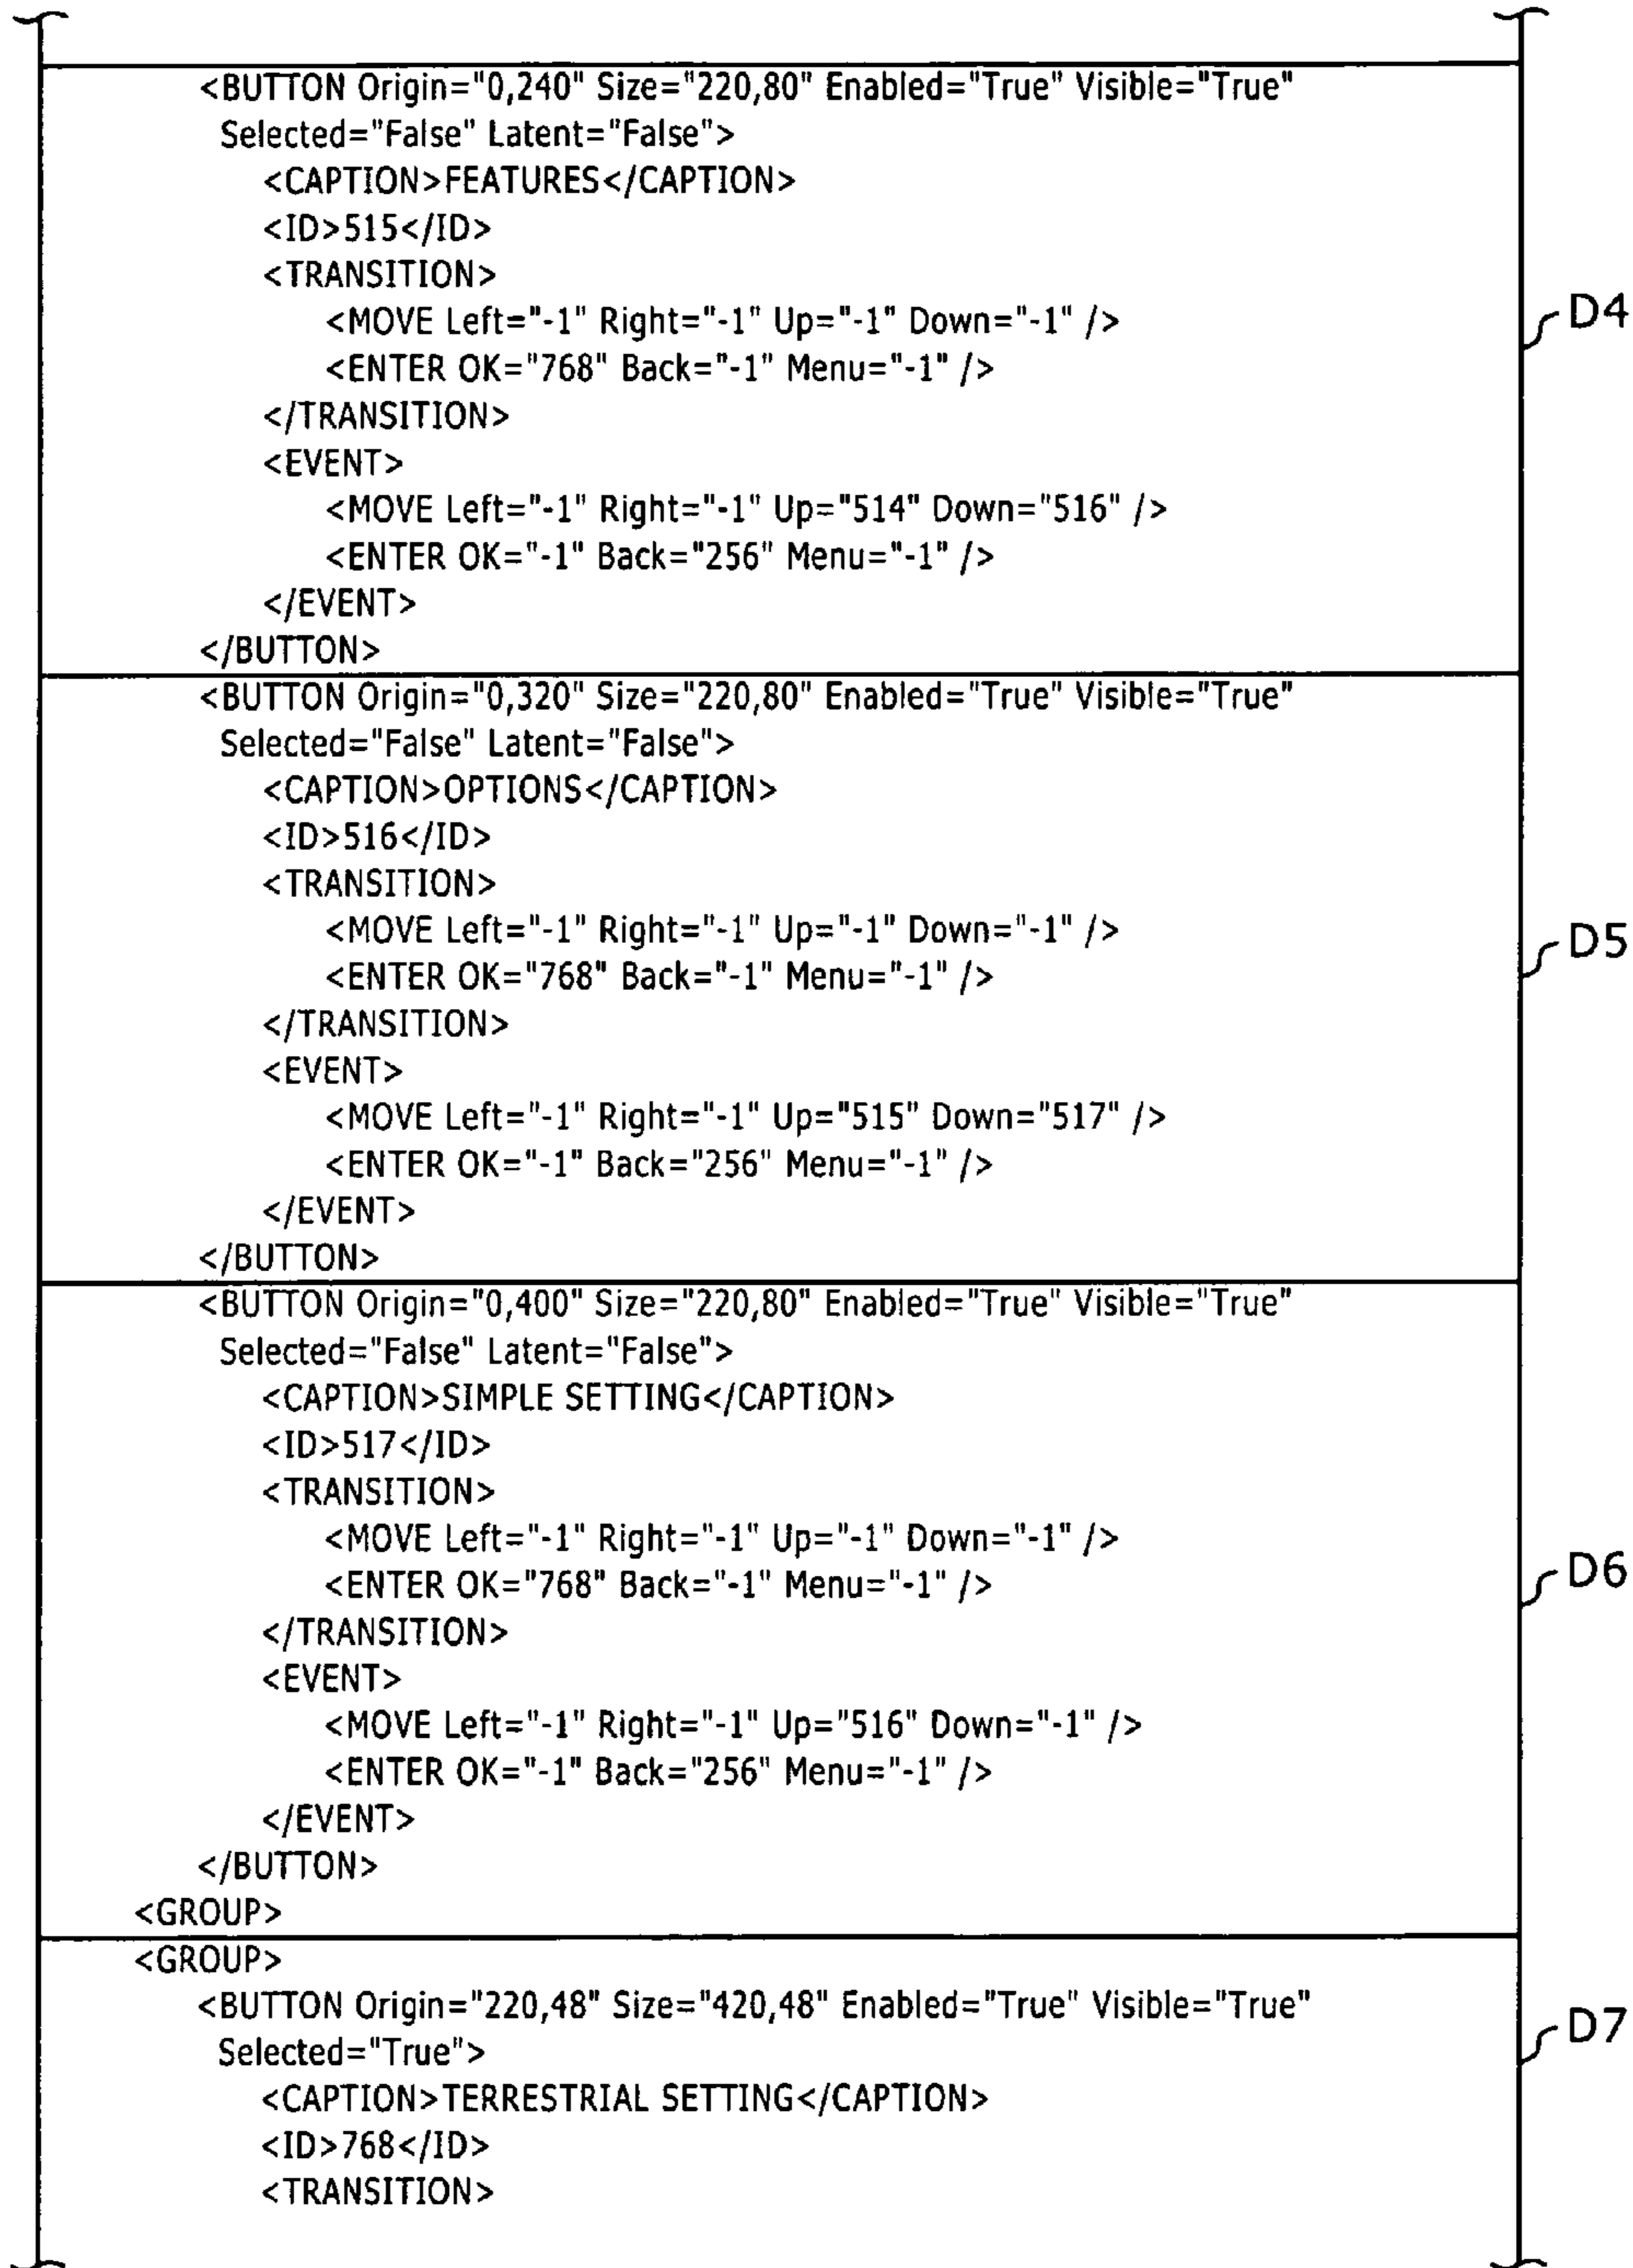 <BUTTON Origin="0,240" Size="220,80" Enabled="True" Visible="True"
Selected="False" Latent="False">
<CAPTION>FEATURES</CAPTION>
<ID>515</ID>
<TRANSITION>
<MOVE Left="-1" Right="-1" Up="-1" Down="-1" />
<ENTER OK="768" Back="-1" Menu="-1" />
</TRANSITION>
<EVENT>
<MOVE Left="-1" Right="-1" Up="514" Down="516" />
<ENTER OK="-1" Back="256" Menu="-1" />
</EVENT>
</BUTTON>
D4
<BUTTON Origin="0,320" Size="220,80" Enabled="True" Visible="True"
Selected="False" Latent="False">
<CAPTION>OPTIONS</CAPTION>
<ID>516</ID>
<TRANSITION>
<MOVE Left="-1" Right="-1" Up="-1" Down="-1" />
<ENTER OK="768" Back="-1" Menu="-1" />
</TRANSITION>
<EVENT>
<MOVE Left="-1" Right="-1" Up="515" Down="517" />
<ENTER OK="-1" Back="256" Menu="-1" />
</EVENT>
</BUTTON>
D5
<BUTTON Origin="0,400" Size="220,80" Enabled="True" Visible="True"
Selected="False" Latent="False">
<CAPTION>SIMPLE SETTING</CAPTION>
<ID>517</ID>
<TRANSITION>
<MOVE Left="-1" Right="-1" Up="-1" Down="-1" />
<ENTER OK="768" Back="-1" Menu="-1" />
</TRANSITION>
<EVENT>
<MOVE Left="-1" Right="-1" Up="516" Down="-1" />
<ENTER OK="-1" Back="256" Menu="-1" />
</EVENT>
</BUTTON>
<GROUP>
D6
<GROUP>
<BUTTON Origin="220,48" Size="420,48" Enabled="True" Visible="True"
Selected="True">
<CAPTION>TERRESTRIAL SETTING</CAPTION>
<ID>768</ID>
<TRANSITION>
D7